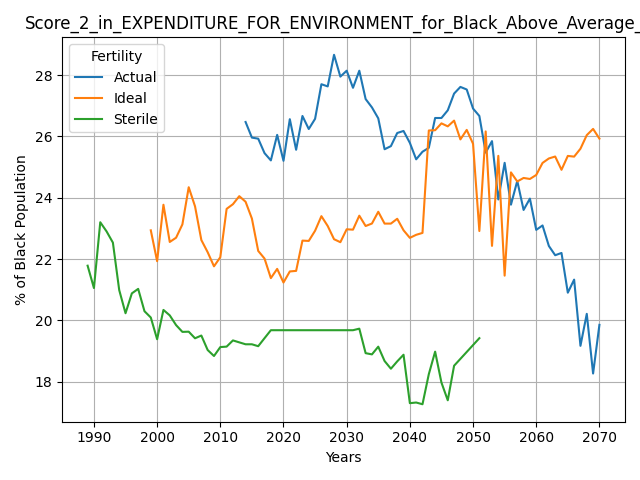 Score_2_in_EXPENDITURE_FOR_ENVIRONMENT_for_Black_Above_Average_
Fertility
Actual
Ideal
Sterile
% of Black Population
28
26
24
22
20
18
1990
2000
2010
2020
2030
2040
2050
2060
2070
Years